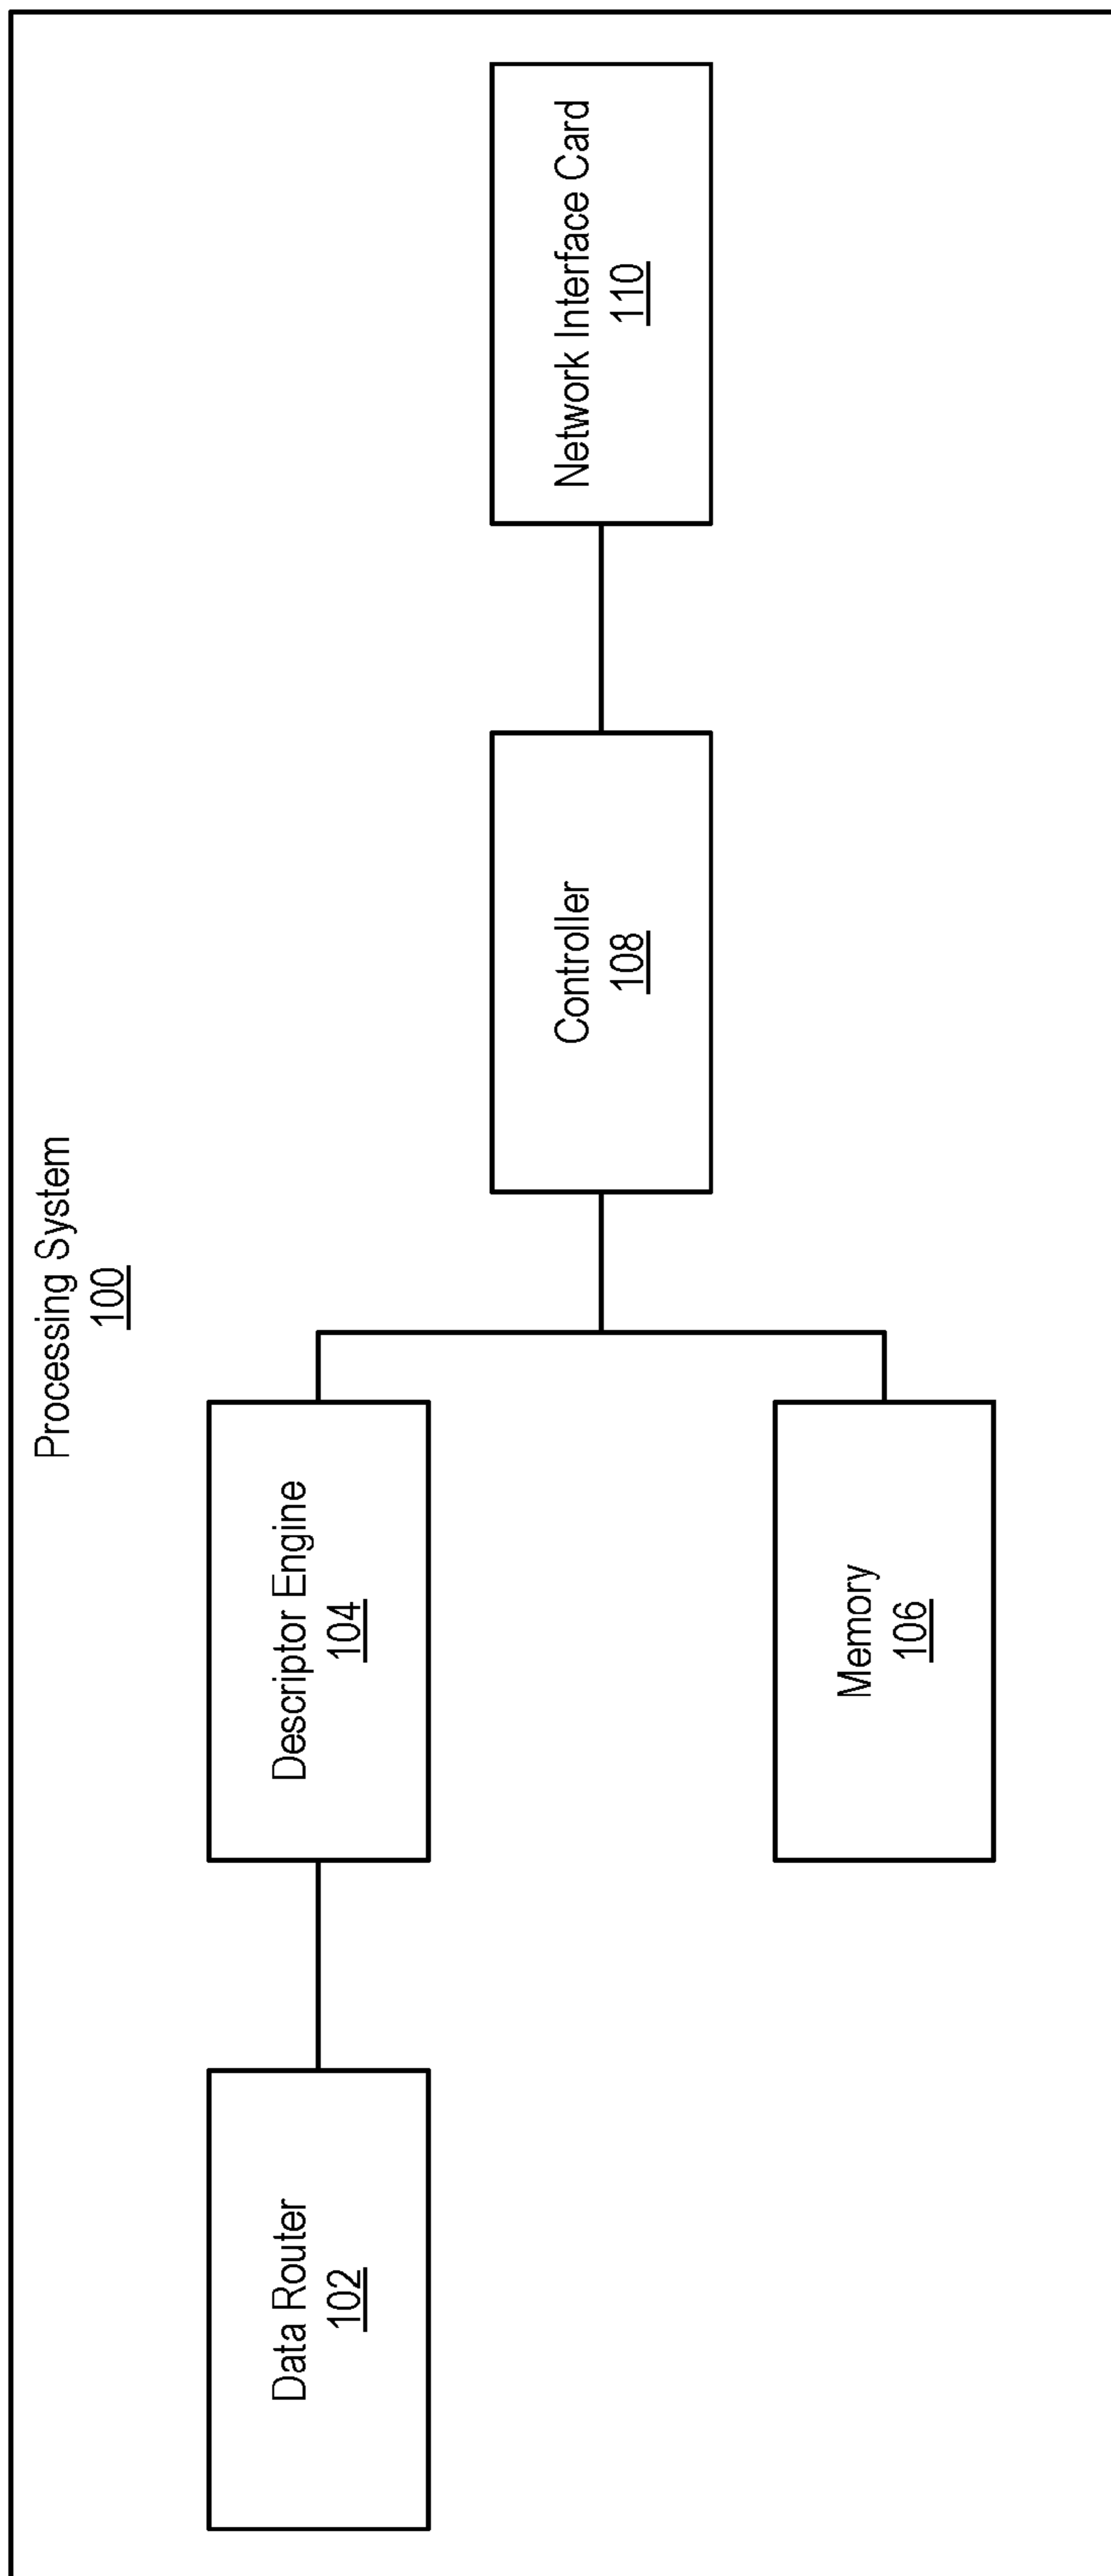 Processing System
100
Data Router
102
Descriptor Engine
104
Memory
106
Controller
108
Network Interface Card
110